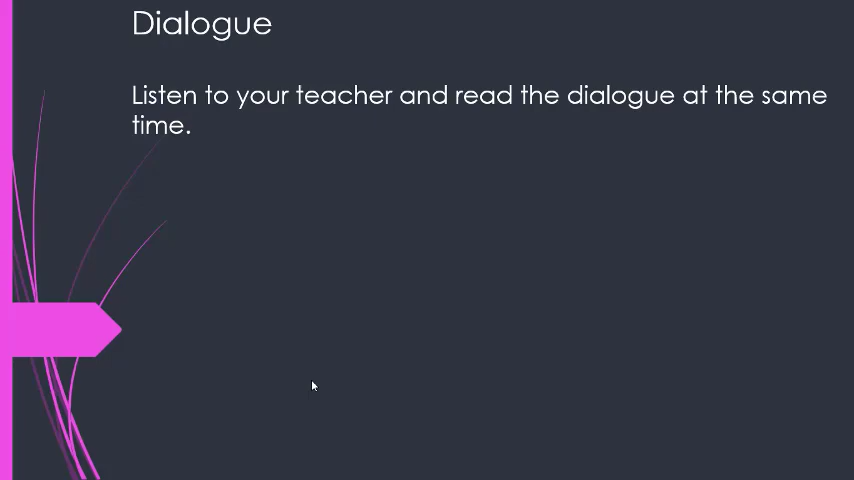 Dialogue
Listen to your teacher and read the dialogue at the same
time.